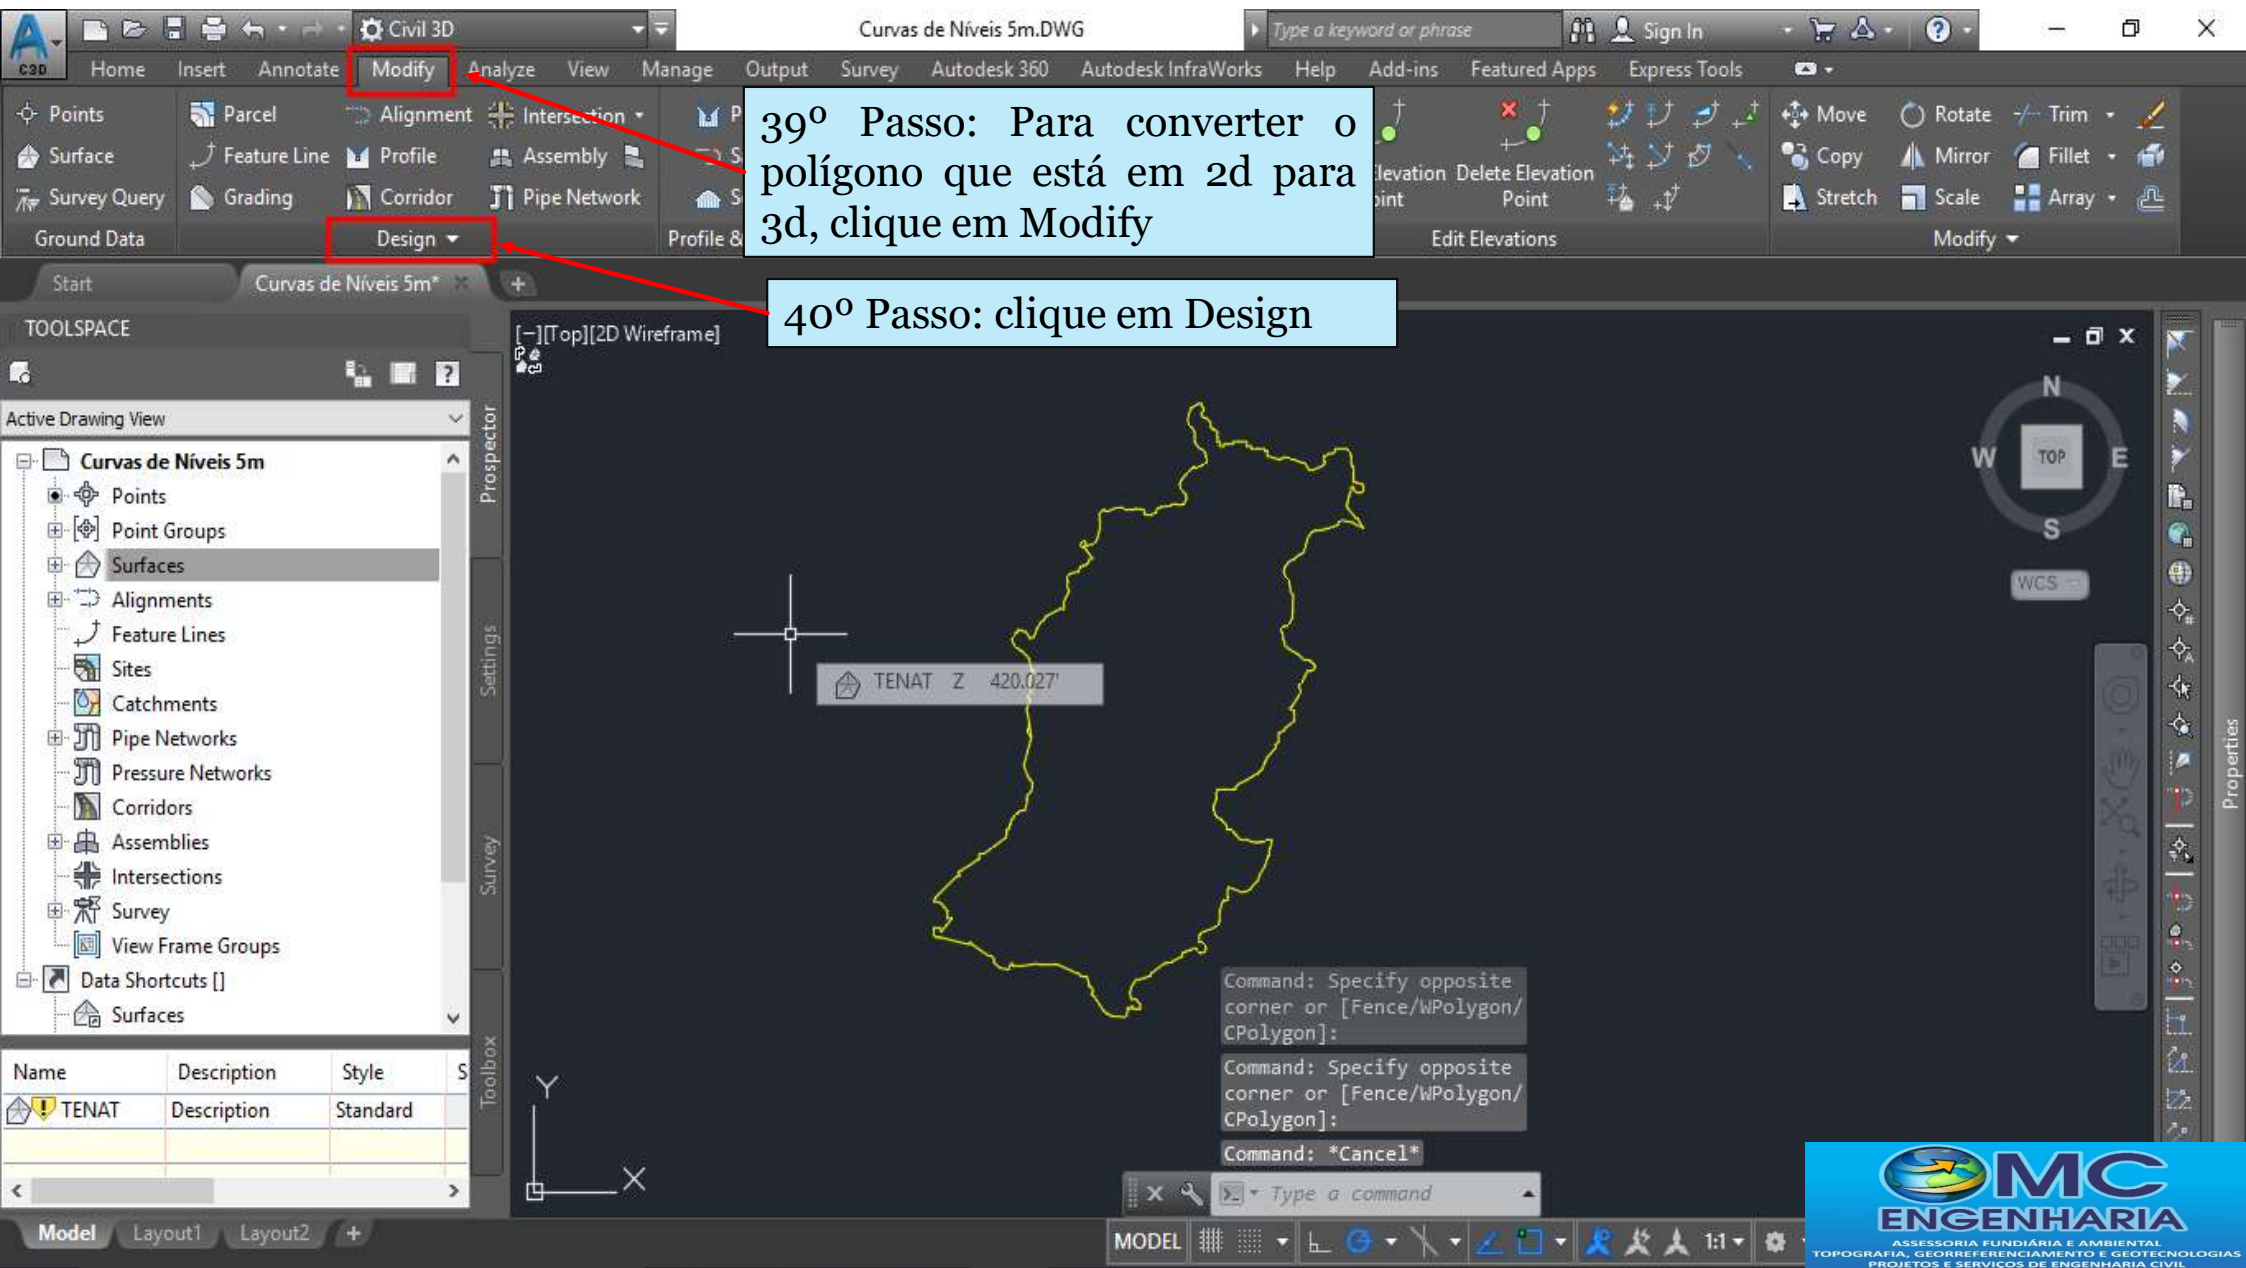 Civil 3D
Curvas de Níveis 5m.DWG
Type a keyword or phrase
Sign In
C3D
Home Insert Annotate Modify Analyze View Manage Output Survey Autodesk 360 Autodesk InfraWorks Help Add-ins Featured Apps Express Tools
Points Parcel Alignment Intersection
Move Rotate Trim
Surface Feature Line Profile Assembly
Copy Mirror Fillet
Delete Elevation
Survey Query Grading Corridor Pipe Network
Point
Stretch Scale Array
Ground Data Design Profile &
Edit Elevations
Modify
39º Passo: Para converter o
polígono que está em 2d para
3d, clique em Modify
40º Passo: clique em Design
Start
Curvas de Níveis 5m*
TOOLSPACE
[−][Top][2D Wireframe]
Active Drawing View
Curvas de Níveis 5m
Points
Point Groups
Surfaces
Alignments
Feature Lines
Sites
Catchments
Pipe Networks
Pressure Networks
Corridors
Assemblies
Intersections
Survey
View Frame Groups
Data Shortcuts []
Surfaces
Prospector
Settings
Survey
Toolbox
Name Description Style S
TENAT Description Standard
TENAT Z 420.027'
N
W TOP E
S
WCS
Properties
Y
X
Command: Specify opposite
corner or [Fence/WPolygon/
CPolygon]:
Command: Specify opposite
corner or [Fence/WPolygon/
CPolygon]:
Command: *Cancel*
Type a command
Model Layout1 Layout2 +
MODEL
1:1
MC
ENGENHARIA
ASSESSORIA FUNDIÁRIA E AMBIENTAL
TOPOGRAFIA, GEORREFERENCIAMENTO E GEOTECNOLOGIAS
PROJETOS E SERVIÇOS DE ENGENHARIA CIVIL